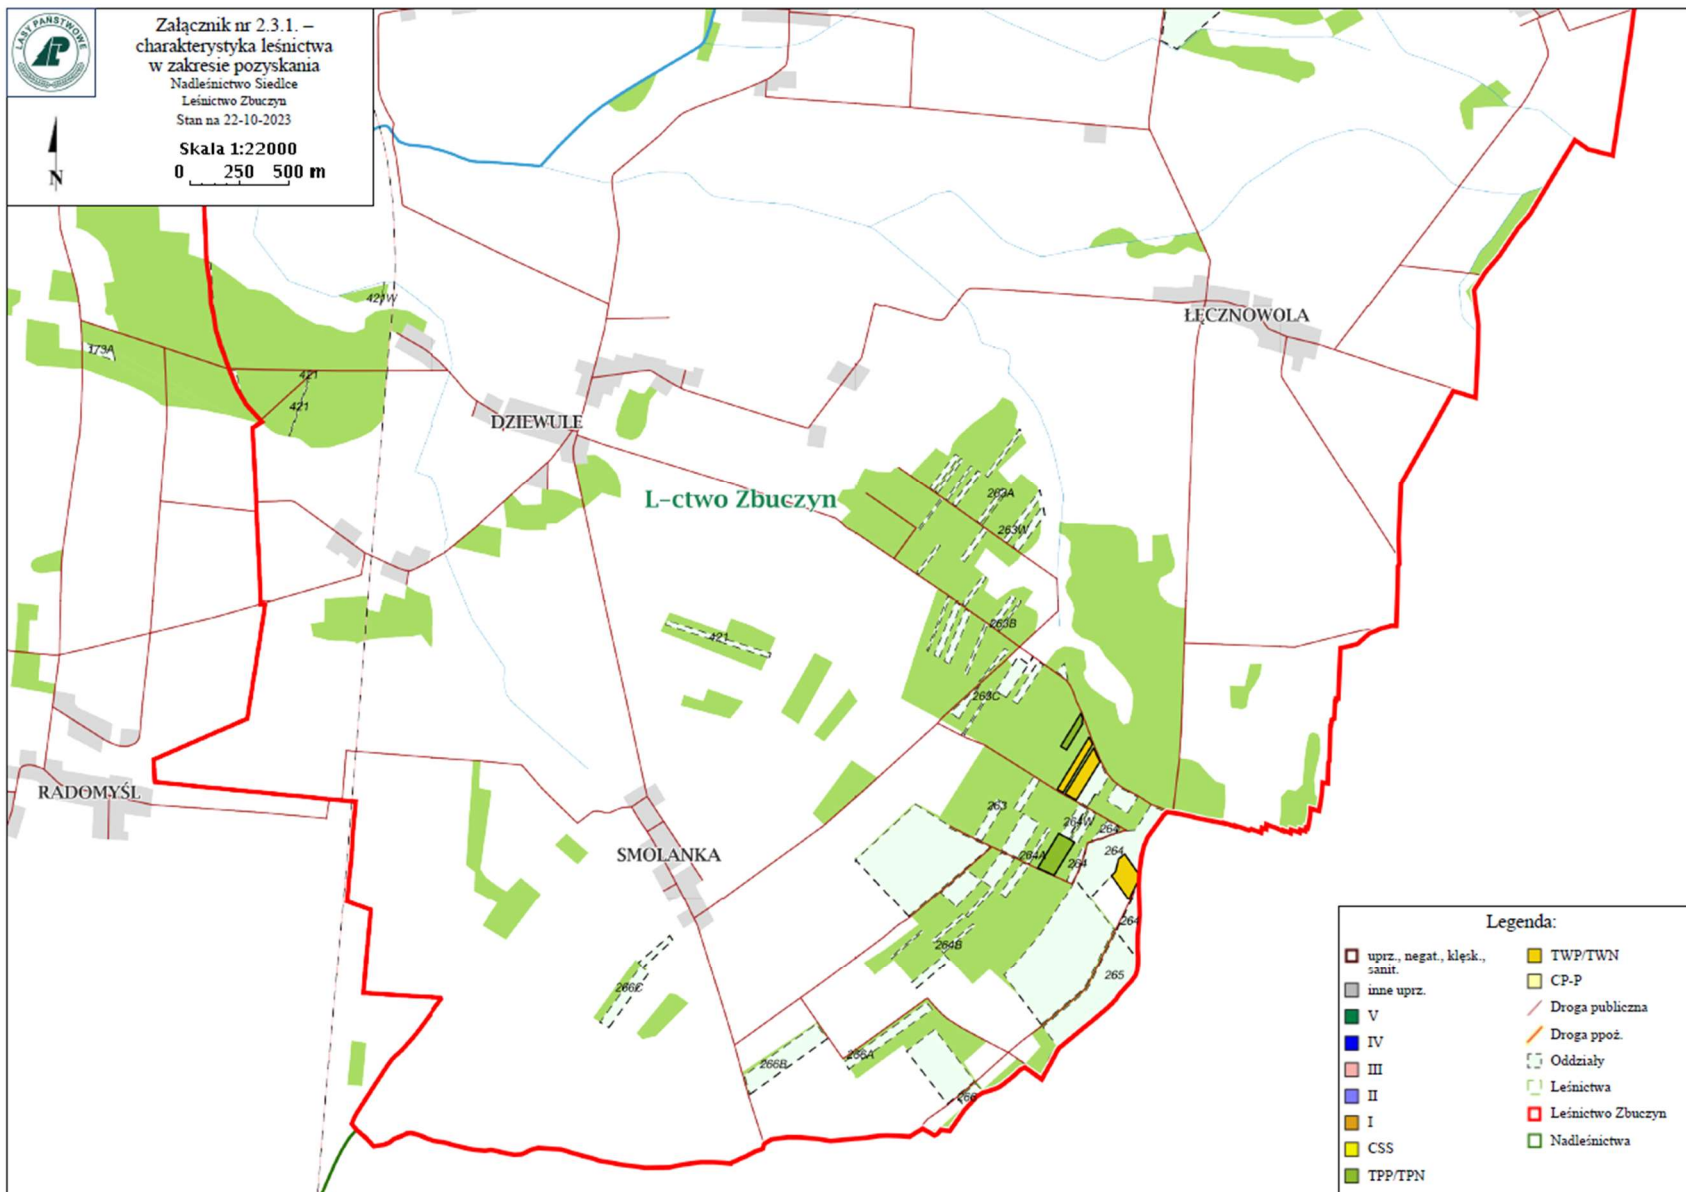 LASY PAŃSTWOWE
Załącznik nr 2.3.1. –
charakterystyka leśnictwa
w zakresie pozyskania
Nadleśnictwo Siedlce
Leśnictwo Zbuczyn
Stan na 22-10-2023
Skala 1:22000
0 250 500 m
N
421W
ŁĘCZNOWOLA
173A
421
421
DZIEWULE
L-ctwo Zbuczyn
263A
263W
263B
421
263C
RADOMYŚL
263
264W
264
SMOLANKA
264A
264
264
264
264B
265
266C
266B
266A
266
Legenda:
uprz., negat., klęsk.,
sanit.
inne uprz.
V
IV
III
II
I
CSS
TPP/TPN
TWP/TWN
CP-P
Droga publiczna
Droga ppoż.
Oddziały
Leśnictwa
Leśnictwo Zbuczyn
Nadleśnictwa